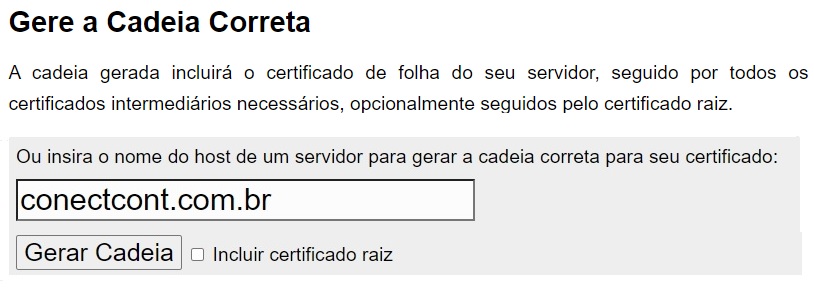 Gere a Cadeia Correta
A cadeia gerada incluirá o certificado de folha do seu servidor, seguido por todos os
certificados intermediários necessários, opcionalmente seguidos pelo certificado raiz.
Ou insira o nome do host de um servidor para gerar a cadeia correta para seu certificado:
conectcont.com.br
Gerar Cadeia Incluir certificado raiz